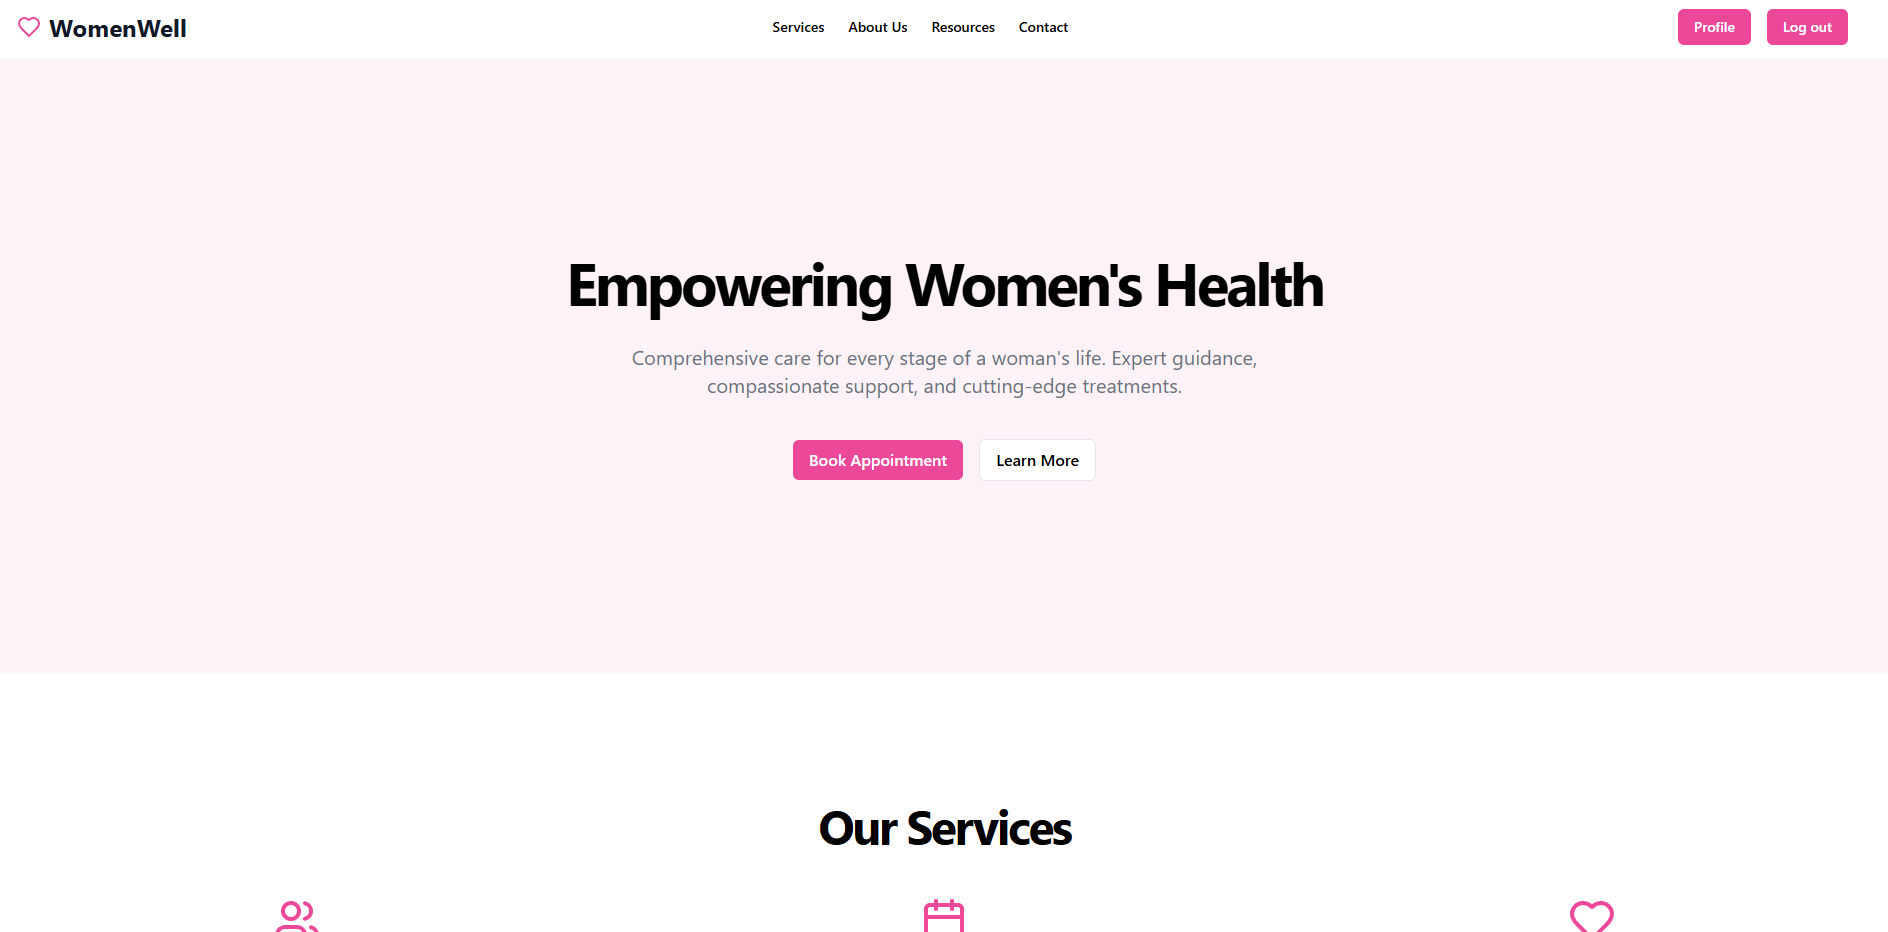 WomenWell
Services
About Us
Resources
Contact
Profile
Log out
Empowering Women's Health
Comprehensive care for every stage of a woman's life. Expert guidance,
compassionate support, and cutting-edge treatments.
Book Appointment
Learn More
Our Services